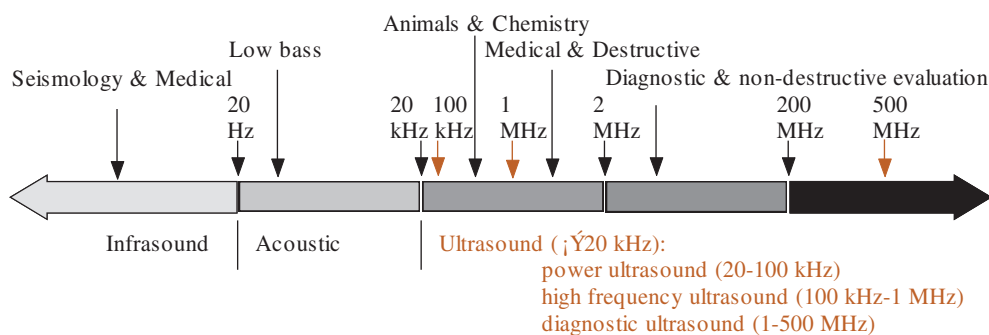 Animals & Chemistry
Low bass
Medical & Destructive
Seismology & Medical
Diagnostic & non-destructive evaluation
20 Hz
20 kHz
100 kHz
1 MHz
2 MHz
200 MHz
500 MHz
Infrasound
Acoustic
Ultrasound (¡Ý20 kHz):
power ultrasound (20-100 kHz)
high frequency ultrasound (100 kHz-1 MHz)
diagnostic ultrasound (1-500 MHz)